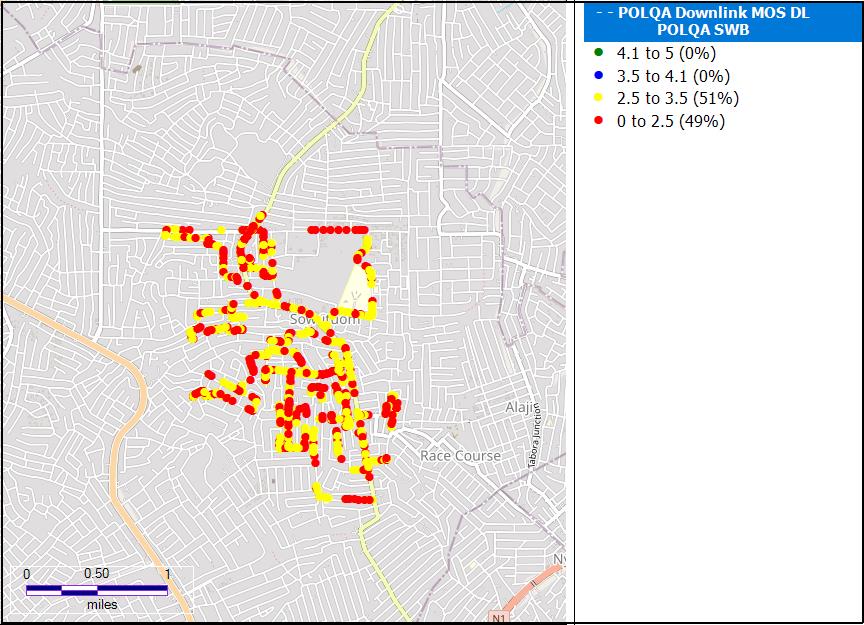 - - POLQA Downlink MOS DL
POLQA SWB
4.1 to 5 (0%)
3.5 to 4.1 (0%)
2.5 to 3.5 (51%)
0 to 2.5 (49%)
Alajo
Tabora Junction
Race Course
N1
0 0.50 1
miles